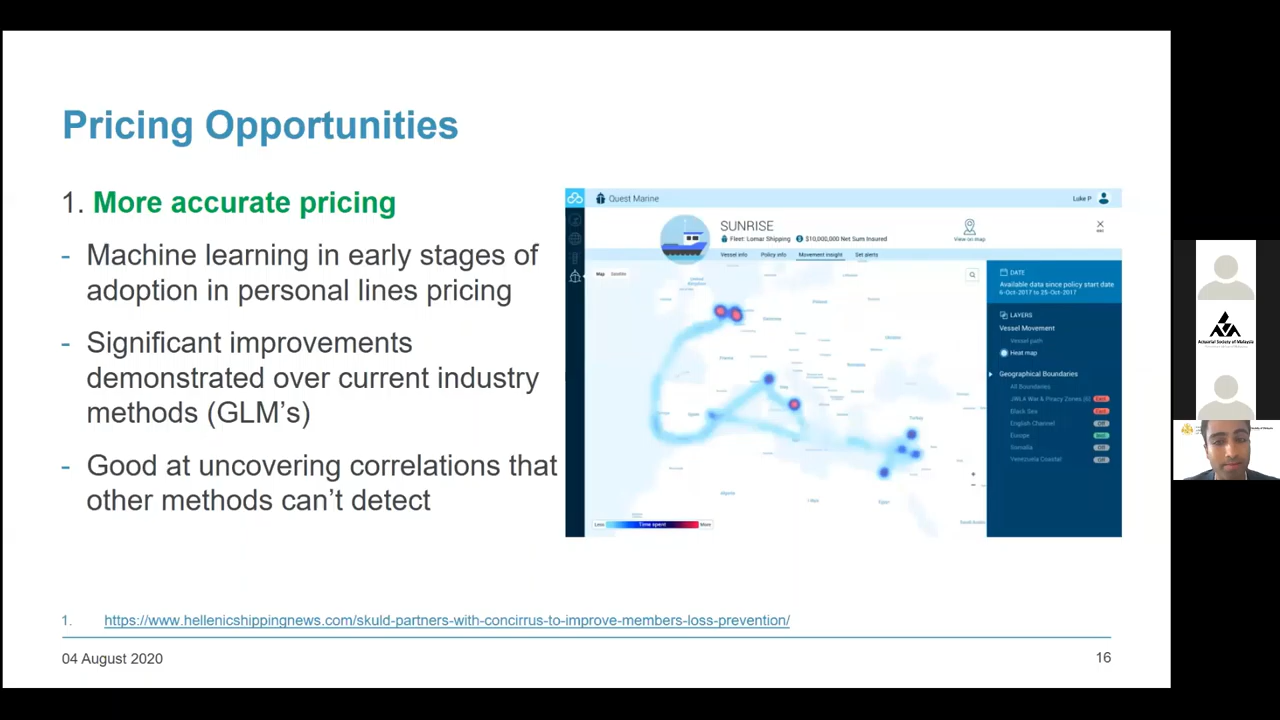 Pricing Opportunities
1. More accurate pricing
- Machine learning in early stages of
adoption in personal lines pricing
- Significant improvements
demonstrated over current industry
methods (GLM's)
- Good at uncovering correlations that
other methods can't detect
Quest Marine
Luke P
SUNRISE
Fleet: Lomar Shipping
$10,000,000 Net Sum Insured
View on map
Vessel info
Policy info
Movement insight
Set alerts
Map
Satellite
DATE
Available data since policy start date
6-Oct-2017 to 25-Oct-2017
LAYERS
Vessel Movement
Vessel path
Heat map
Geographical Boundaries
All Boundaries
JWLA War & Piracy Zones
Black Sea
English Channel
Europe
Somalia
Venezuela Coastal
Less
Time spent
More
1. https://www.hellenicshippingnews.com/skuld-partners-with-concirrus-to-improve-members-loss-prevention/
04 August 2020
16
Actuarial Society of Malaysia